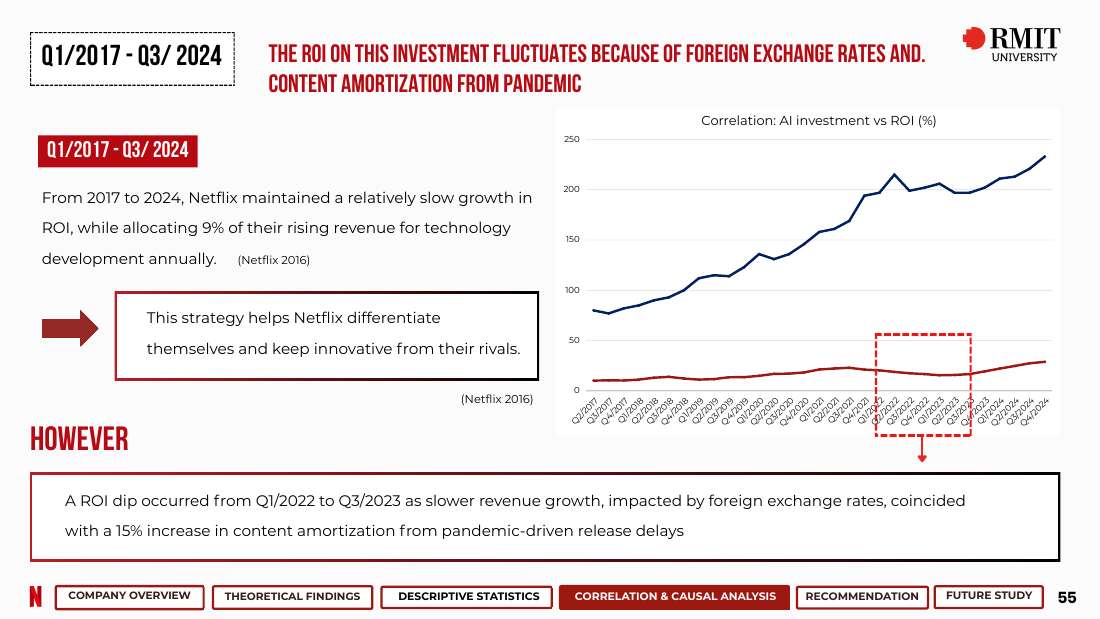 Q1/2017 - Q3/ 2024
THE ROI ON THIS INVESTMENT FLUCTUATES BECAUSE OF FOREIGN EXCHANGE RATES AND.
CONTENT AMORTIZATION FROM PANDEMIC
RMIT
UNIVERSITY
Q1/2017 - Q3/ 2024
From 2017 to 2024, Netflix maintained a relatively slow growth in
ROI, while allocating 9% of their rising revenue for technology
development annually. (Netflix 2016)
This strategy helps Netflix differentiate
themselves and keep innovative from their rivals.
(Netflix 2016)
Correlation: AI investment vs ROI (%)
250
200
150
100
50
0
Q2/2017
Q3/2017
Q4/2017
Q1/2018
Q2/2018
Q3/2018
Q4/2018
Q1/2019
Q2/2019
Q3/2019
Q4/2019
Q1/2020
Q2/2020
Q3/2020
Q4/2020
Q1/2021
Q2/2021
Q3/2021
Q4/2021
Q1/2022
Q2/2022
Q3/2022
Q4/2022
Q1/2023
Q2/2023
Q3/2023
Q4/2023
Q1/2024
Q2/2024
Q3/2024
Q4/2024
HOWEVER
A ROI dip occurred from Q1/2022 to Q3/2023 as slower revenue growth, impacted by foreign exchange rates, coincided
with a 15% increase in content amortization from pandemic-driven release delays
N
COMPANY OVERVIEW
THEORETICAL FINDINGS
DESCRIPTIVE STATISTICS
CORRELATION & CAUSAL ANALYSIS
RECOMMENDATION
FUTURE STUDY
55